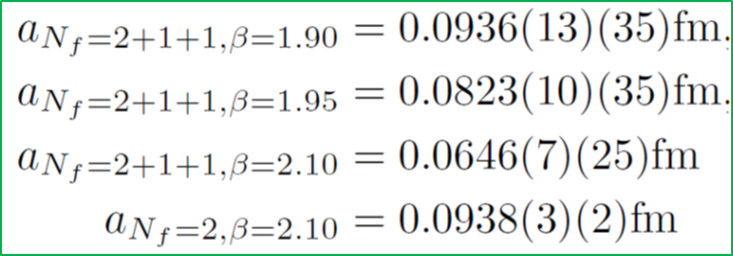 a_{N_f=2+1+1,β=1.90} = 0.0936(13)(35)fm.
a_{N_f=2+1+1,β=1.95} = 0.0823(10)(35)fm.
a_{N_f=2+1+1,β=2.10} = 0.0646(7)(25)fm
a_{N_f=2,β=2.10} = 0.0938(3)(2)fm